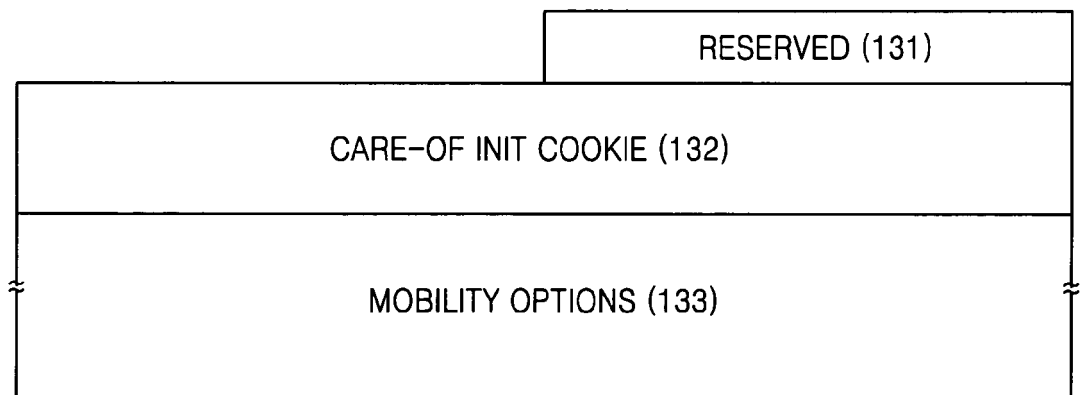 RESERVED (131)
CARE-OF INIT COOKIE (132)
MOBILITY OPTIONS (133)